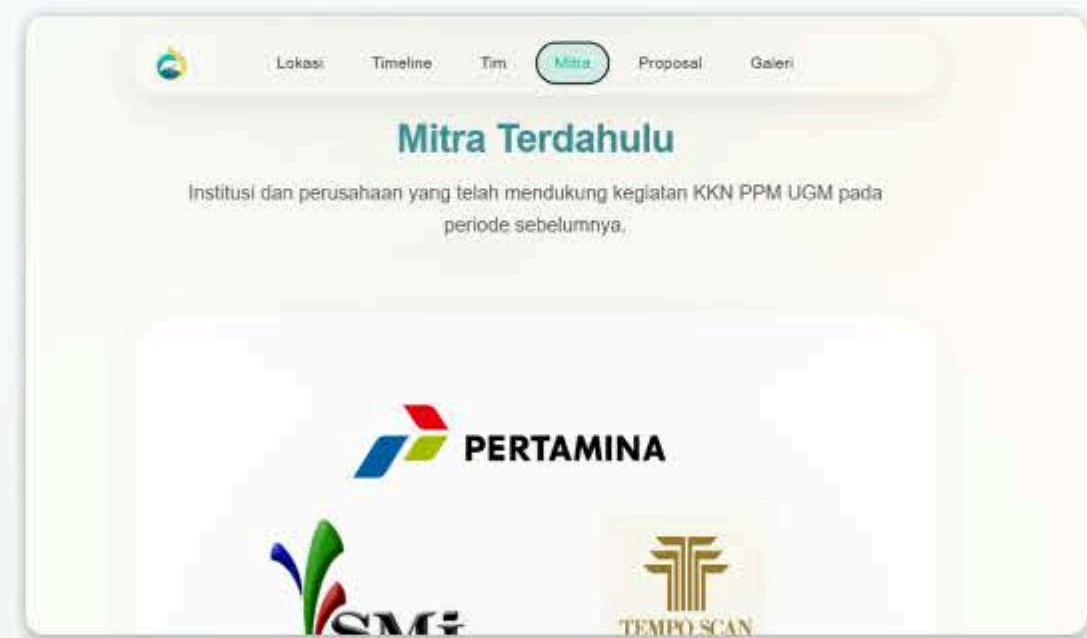 Lokasi Timeline Tim Mitra Proposal Galeri
Mitra Terdahulu
Institusi dan perusahaan yang telah mendukung kegiatan KKN PPM UGM pada
periode sebelumnya.
PERTAMINA
SMi
TEMPO SCAN